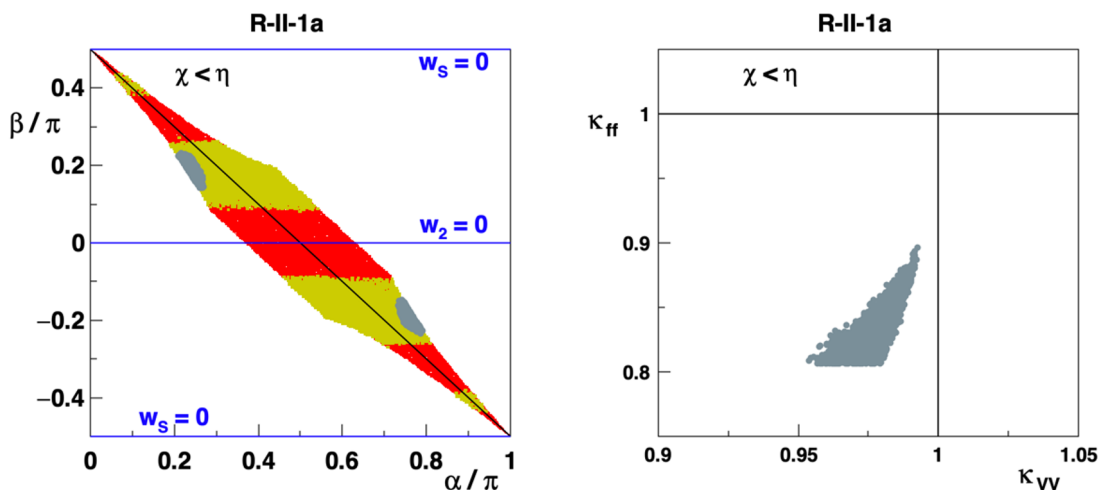 R-II-1a
χ < η
w_S = 0
0.4
β / π
0.2
w_2 = 0
0
−0.2
−0.4
w_S = 0
0 0.2 0.4 0.6 0.8 1
α / π
R-II-1a
χ < η
κ_ff
1
0.9
0.8
0.9 0.95 1 1.05
κ_VV